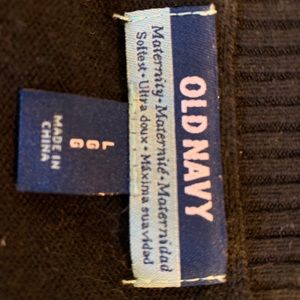 OLD NAVY
Maternity • Maternité • Maternidad
Softest • Ultra doux • Máxima suavidad
L
G
G
MADE IN
CHINA